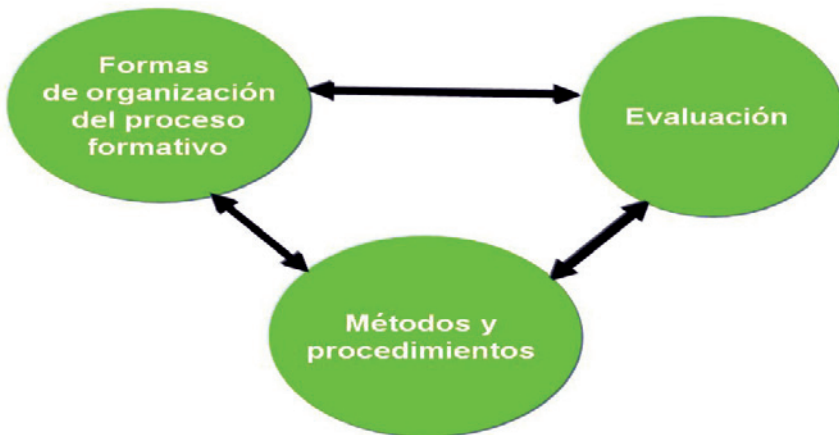 Formas
de organización
del proceso
formativo
Evaluación
Métodos y
procedimientos